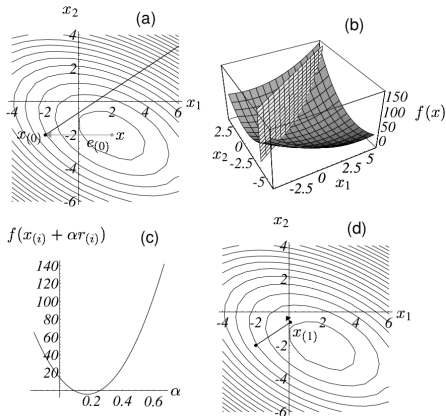 (a)
x2
4
2
x1
-4
-2
2
4
6
x(0)
-2
x
e(0)
-4
-6
(b)
150
100
50
0
f(x)
2.5
0
-2.5
-5
x2
-2.5
0
2.5
5
x1
(c)
f(x(i) + αr(i))
140
120
100
80
60
40
20
0.2
0.4
0.6
α
(d)
x2
4
2
x1
-4
-2
2
4
6
x(1)
-2
-4
-6